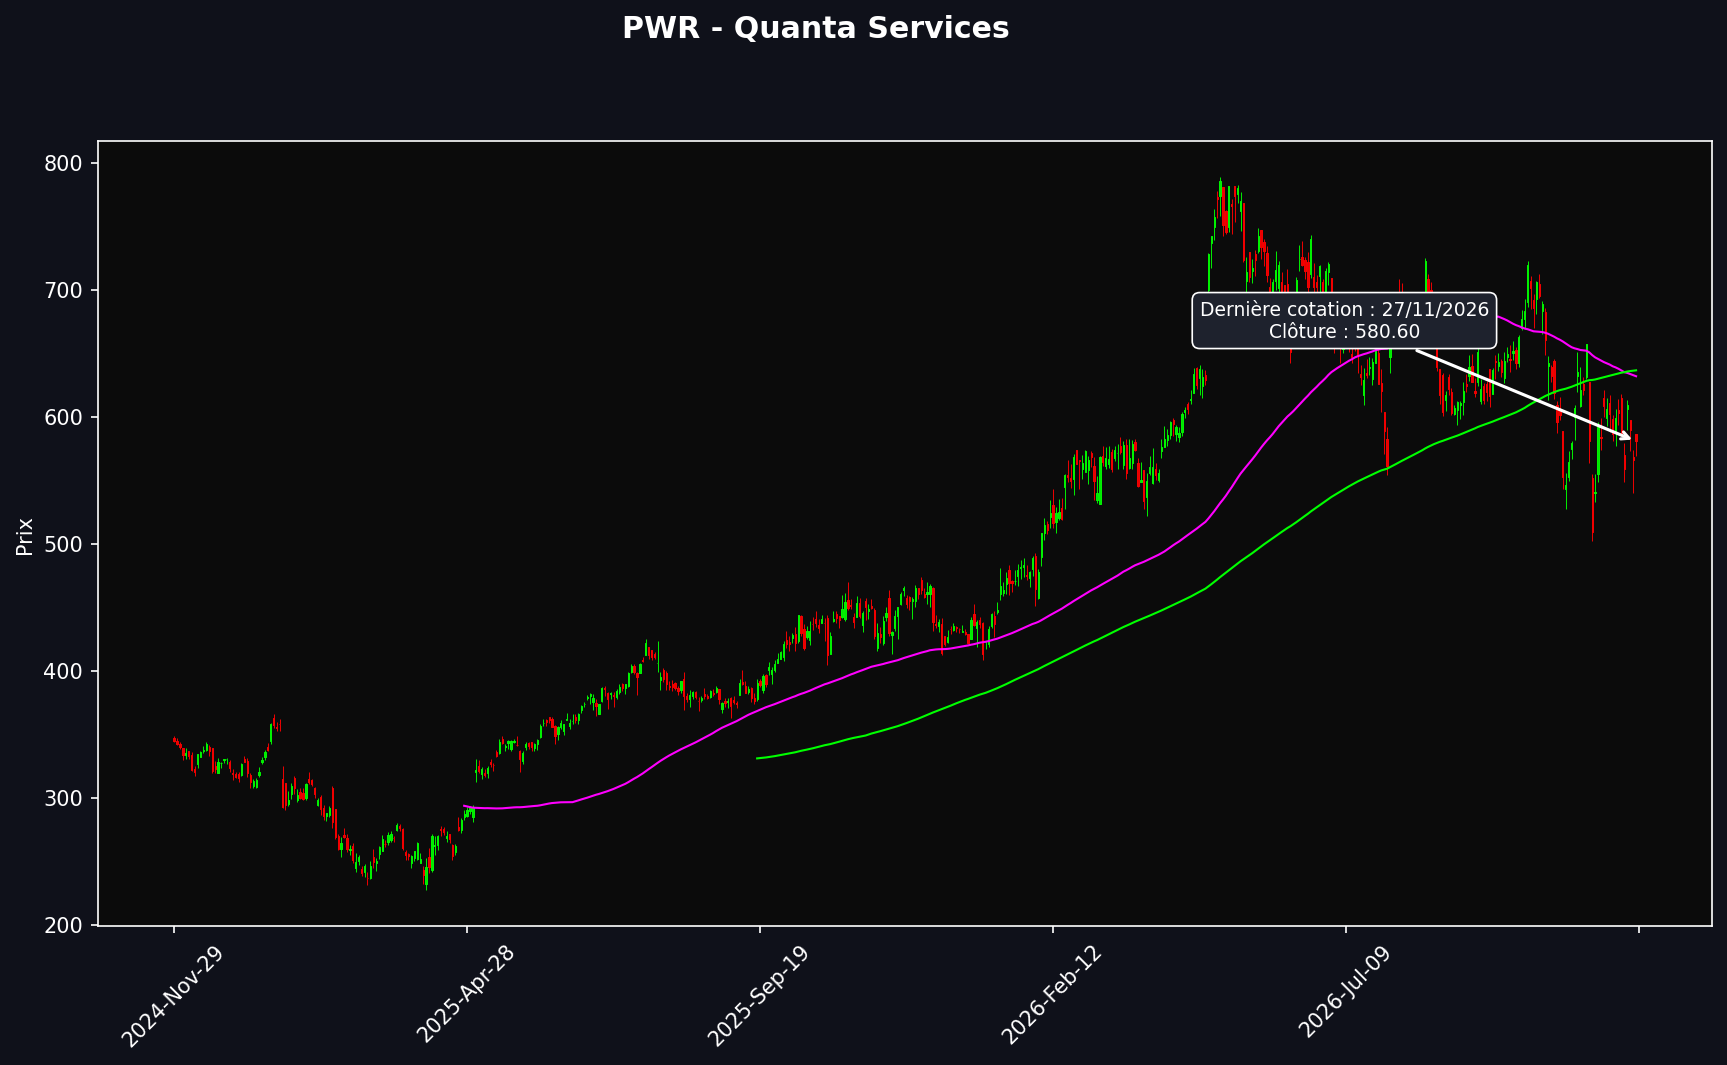 PWR - Quanta Services
800
700
600
500
400
300
200
Prix
Dernière cotation : 27/11/2026
Clôture : 580.60
2024-Nov-29
2025-Apr-28
2025-Sep-19
2026-Feb-12
2026-Jul-09